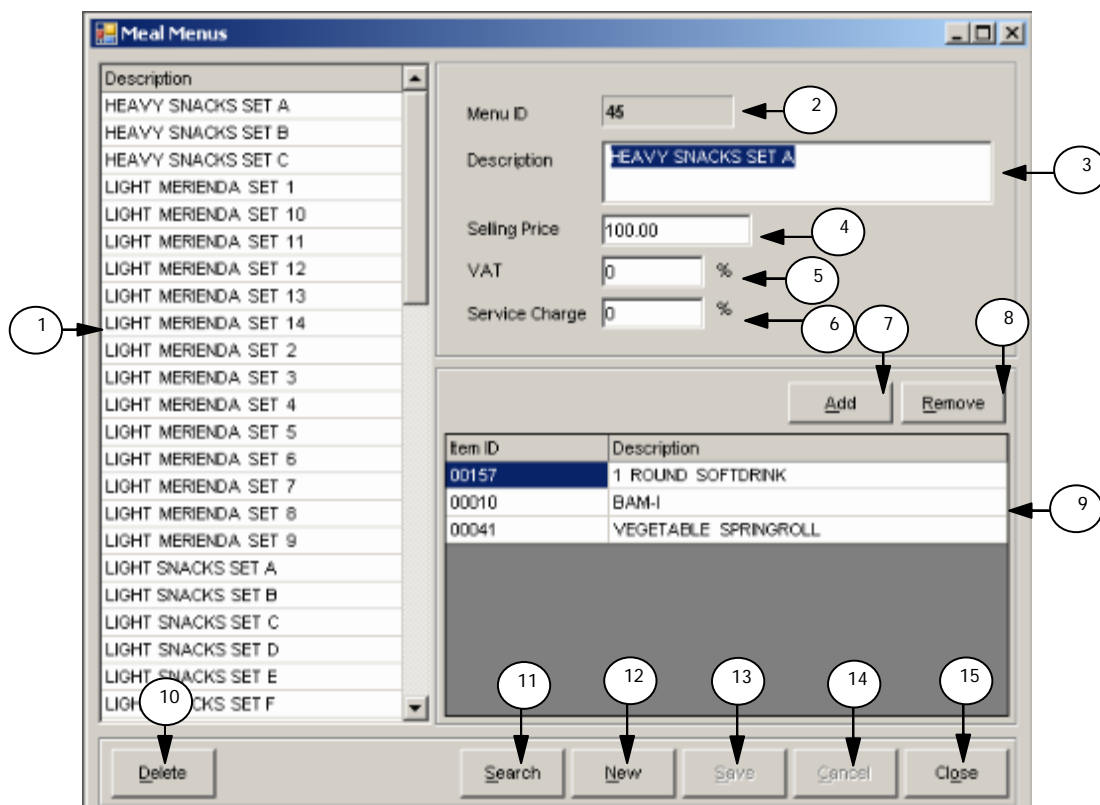 Meal Menus
Description
HEAVY SNACKS SET A
HEAVY SNACKS SET B
HEAVY SNACKS SET C
LIGHT MERIENDA SET 1
LIGHT MERIENDA SET 10
LIGHT MERIENDA SET 11
LIGHT MERIENDA SET 12
LIGHT MERIENDA SET 13
LIGHT MERIENDA SET 14
LIGHT MERIENDA SET 2
LIGHT MERIENDA SET 3
LIGHT MERIENDA SET 4
LIGHT MERIENDA SET 5
LIGHT MERIENDA SET 6
LIGHT MERIENDA SET 7
LIGHT MERIENDA SET 8
LIGHT MERIENDA SET 9
LIGHT SNACKS SET A
LIGHT SNACKS SET B
LIGHT SNACKS SET C
LIGHT SNACKS SET D
LIGHT SNACKS SET E
SET F
1
Menu ID 45 2
Description HEAVY SNACKS SET A 3
Selling Price 100.00 4
VAT 0 % 5
Service Charge 0 % 6
7
8
Add Remove
Item ID Description
00157 1 ROUND SOFTDRINK
00010 BAM-I
00041 VEGETABLE SPRINGROLL
9
10 11 12 13 14 15
Delete Search New Save Cancel Close